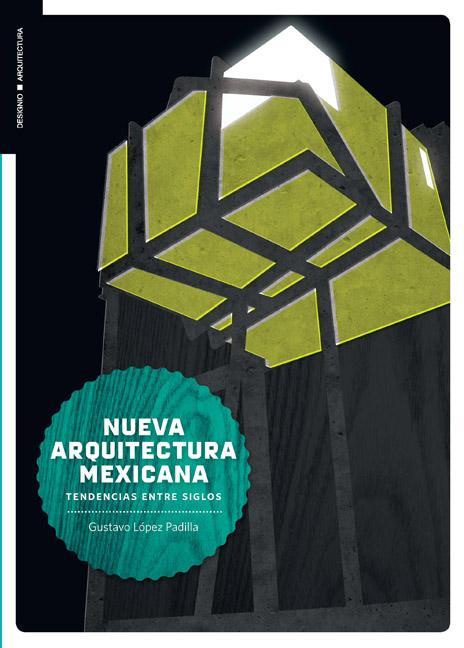 DESIGNIO ■ ARQUITECTURA
NUEVA
ARQUITECTURA
MEXICANA
TENDENCIAS ENTRE SIGLOS
Gustavo López Padilla